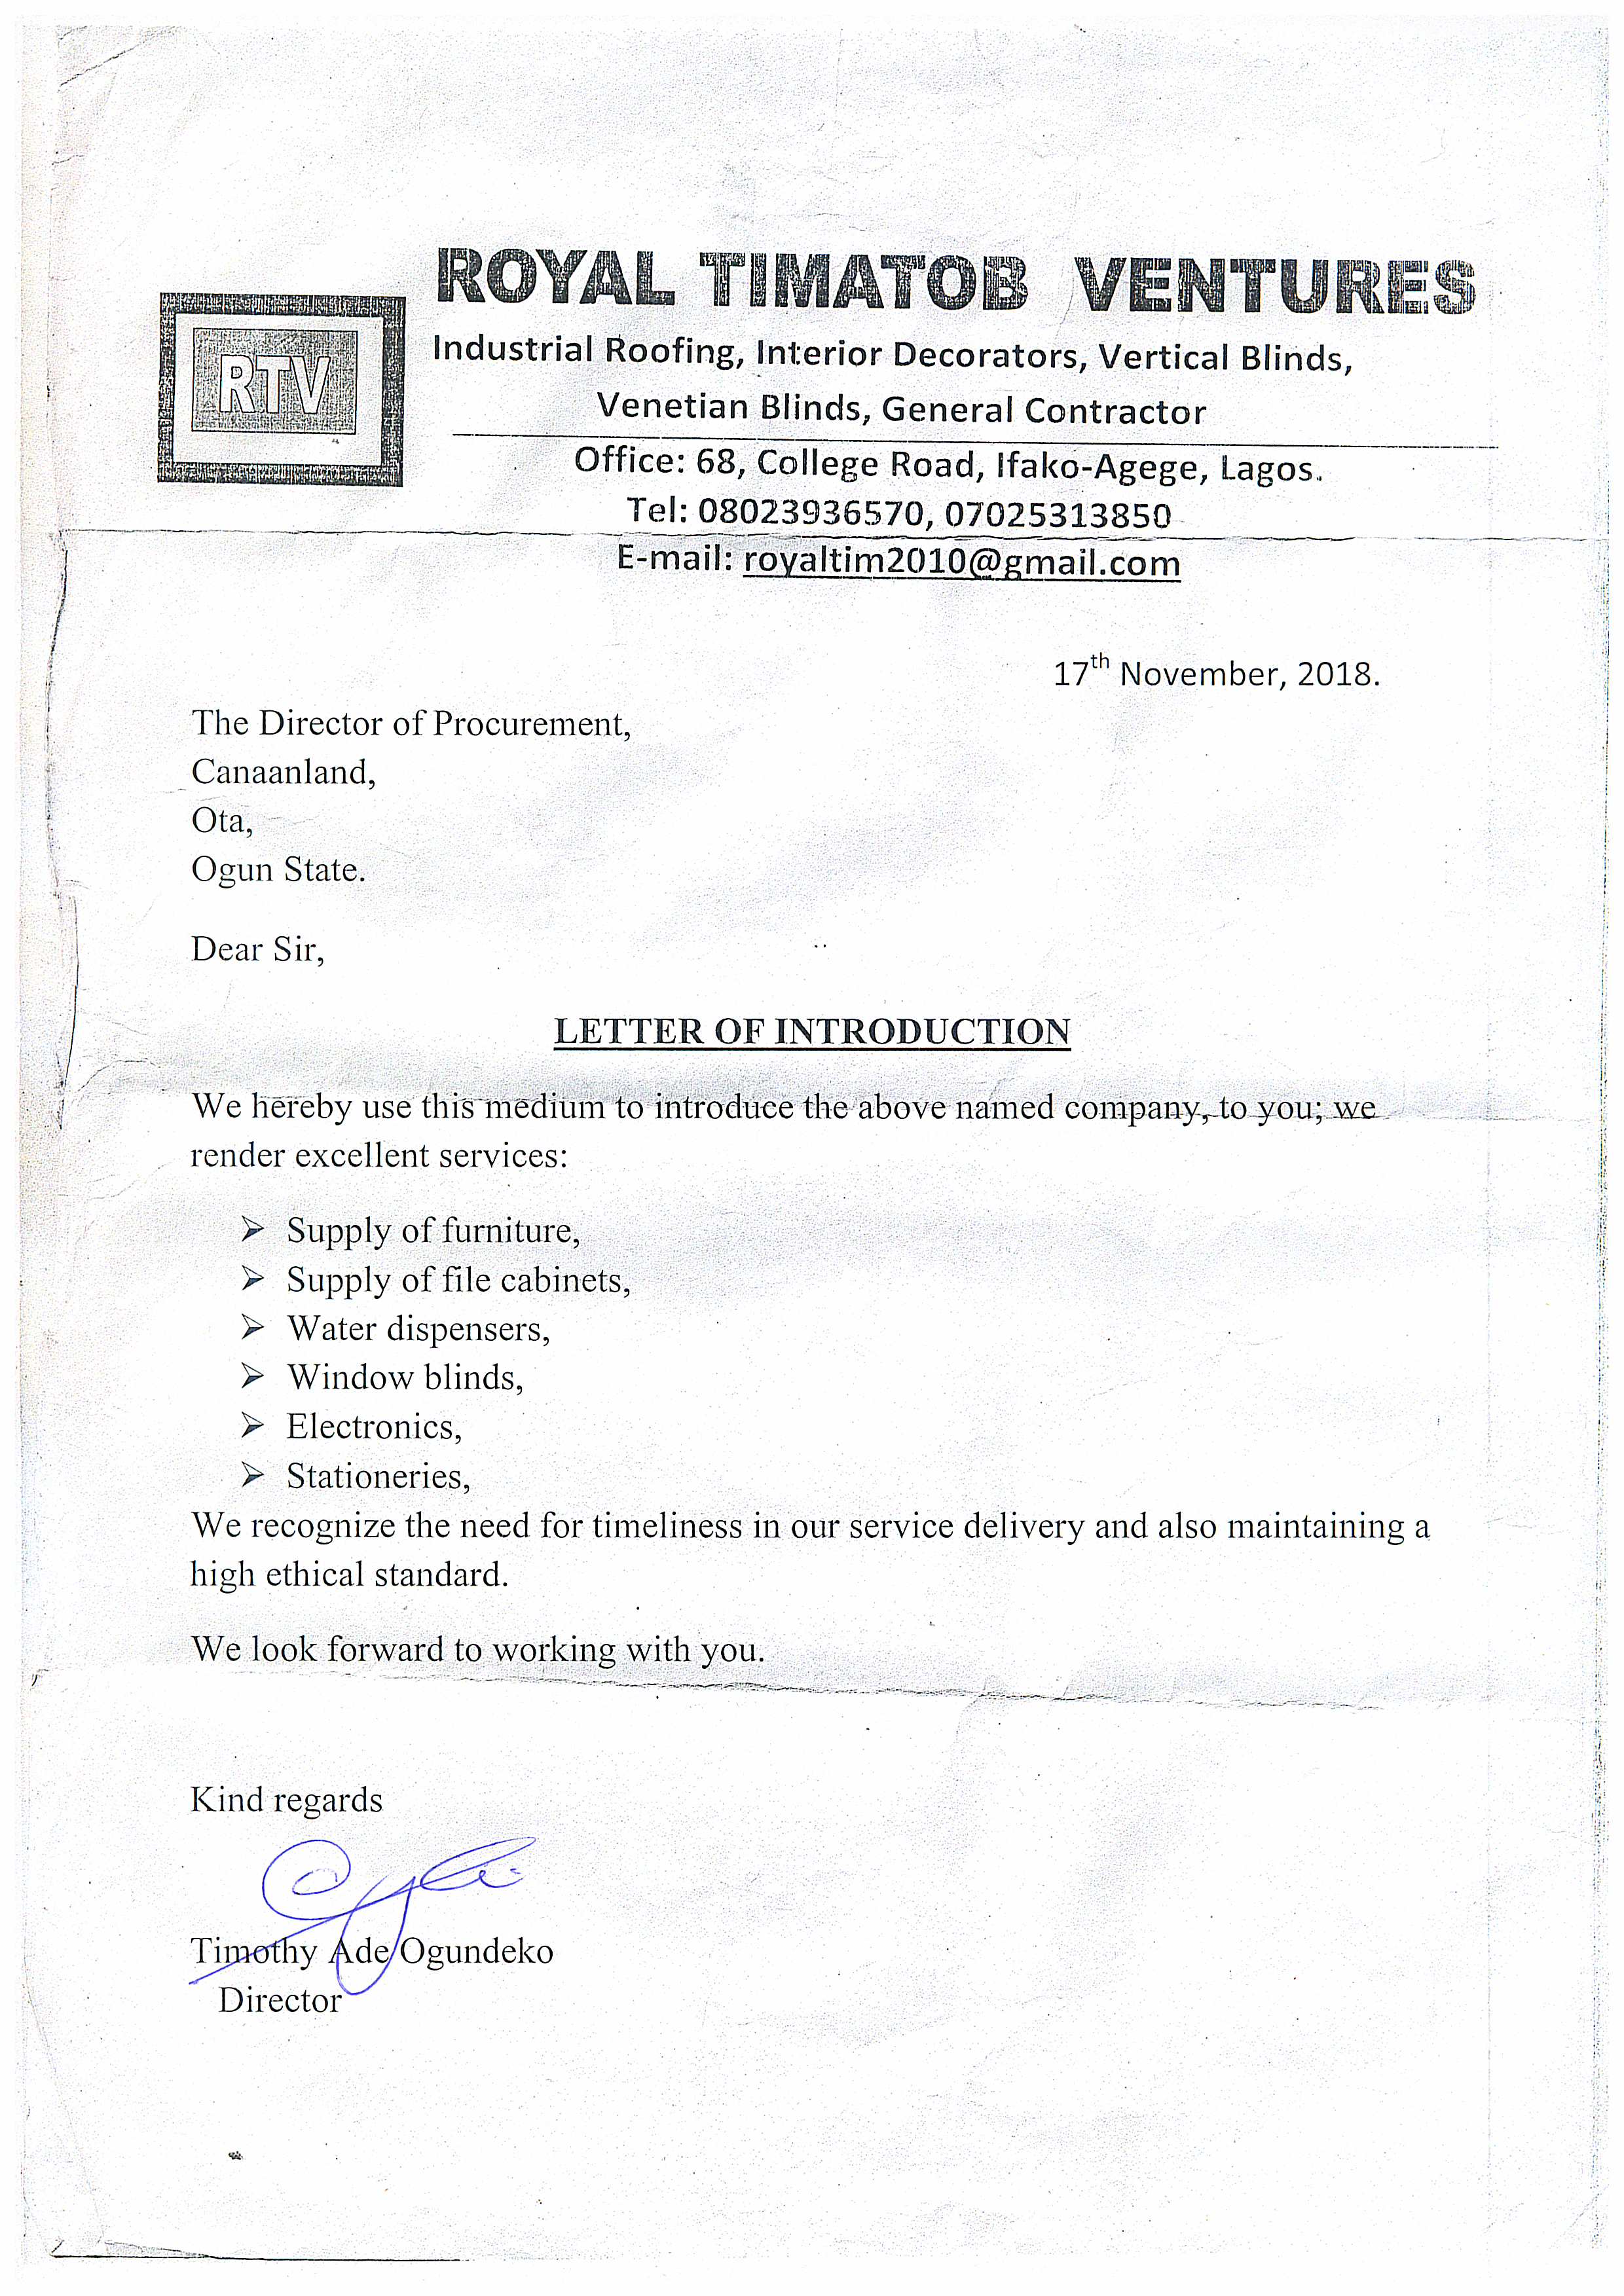 ROYAL TIMATOB VENTURES
RTV
Industrial Roofing, Interior Decorators, Vertical Blinds,
Venetian Blinds, General Contractor
Office: 68, College Road, Ifako-Agege, Lagos.
Tel: 08023936570, 07025313850
E-mail: royaltim2010@gmail.com
17th November, 2018.
The Director of Procurement,
Canaanland,
Ota,
Ogun State.
Dear Sir,
LETTER OF INTRODUCTION
We hereby use this medium to introduce the above named company, to you; we
render excellent services:
➢ Supply of furniture,
➢ Supply of file cabinets,
➢ Water dispensers,
➢ Window blinds,
➢ Electronics,
➢ Stationeries,
We recognize the need for timeliness in our service delivery and also maintaining a
high ethical standard.
We look forward to working with you.
Kind regards
Timothy Ade Ogundeko
Director